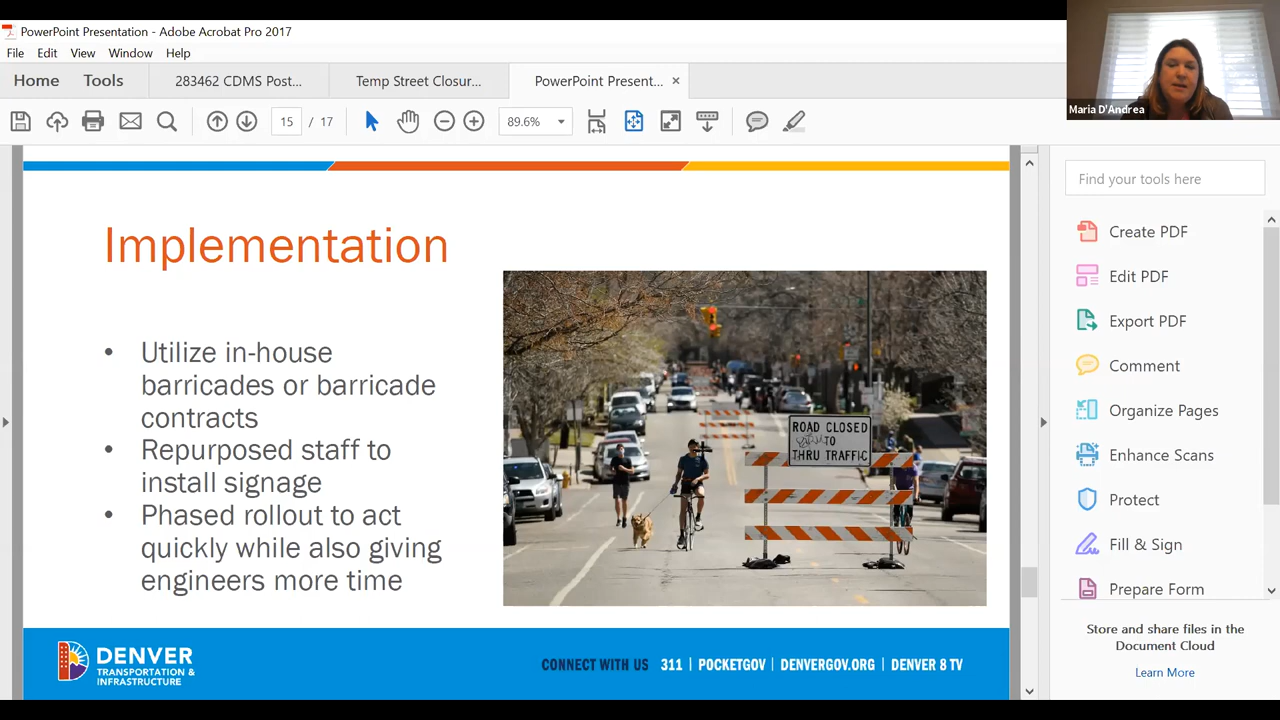 PowerPoint Presentation - Adobe Acrobat Pro 2017
File Edit View Window Help
Home Tools 283462 CDMS Post... Temp Street Closur... PowerPoint Present... ×
15 / 17 89.6%
Maria D'Andrea
Find your tools here
Create PDF
Edit PDF
Export PDF
Comment
Organize Pages
Enhance Scans
Protect
Fill & Sign
Prepare Form
Store and share files in the
Document Cloud
Learn More
Implementation
• Utilize in-house
barricades or barricade
contracts
• Repurposed staff to
install signage
• Phased rollout to act
quickly while also giving
engineers more time
ROAD CLOSED
TO
THRU TRAFFIC
DENVER
TRANSPORTATION &
INFRASTRUCTURE
CONNECT WITH US 311 | POCKETGOV | DENVERGOV.ORG | DENVER 8 TV